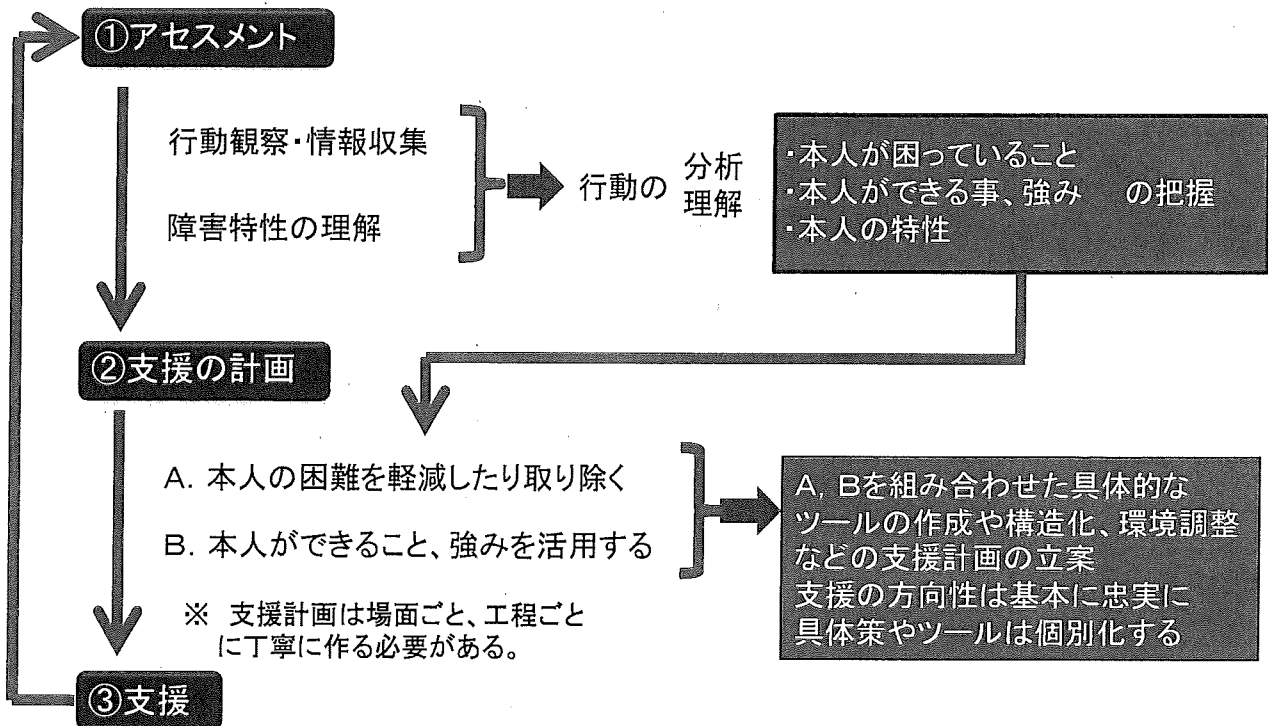 ①アセスメント
行動観察・情報収集
障害特性の理解
行動の
分析
理解
・本人が困っていること
・本人ができる事、強み　の把握
・本人の特性
②支援の計画
A. 本人の困難を軽減したり取り除く
B. 本人ができること、強みを活用する
※ 支援計画は場面ごと、工程ごと
に丁寧に作る必要がある。
A, Bを組み合わせた具体的な
ツールの作成や構造化、環境調整
などの支援計画の立案
支援の方向性は基本に忠実に
具体策やツールは個別化する
③支援